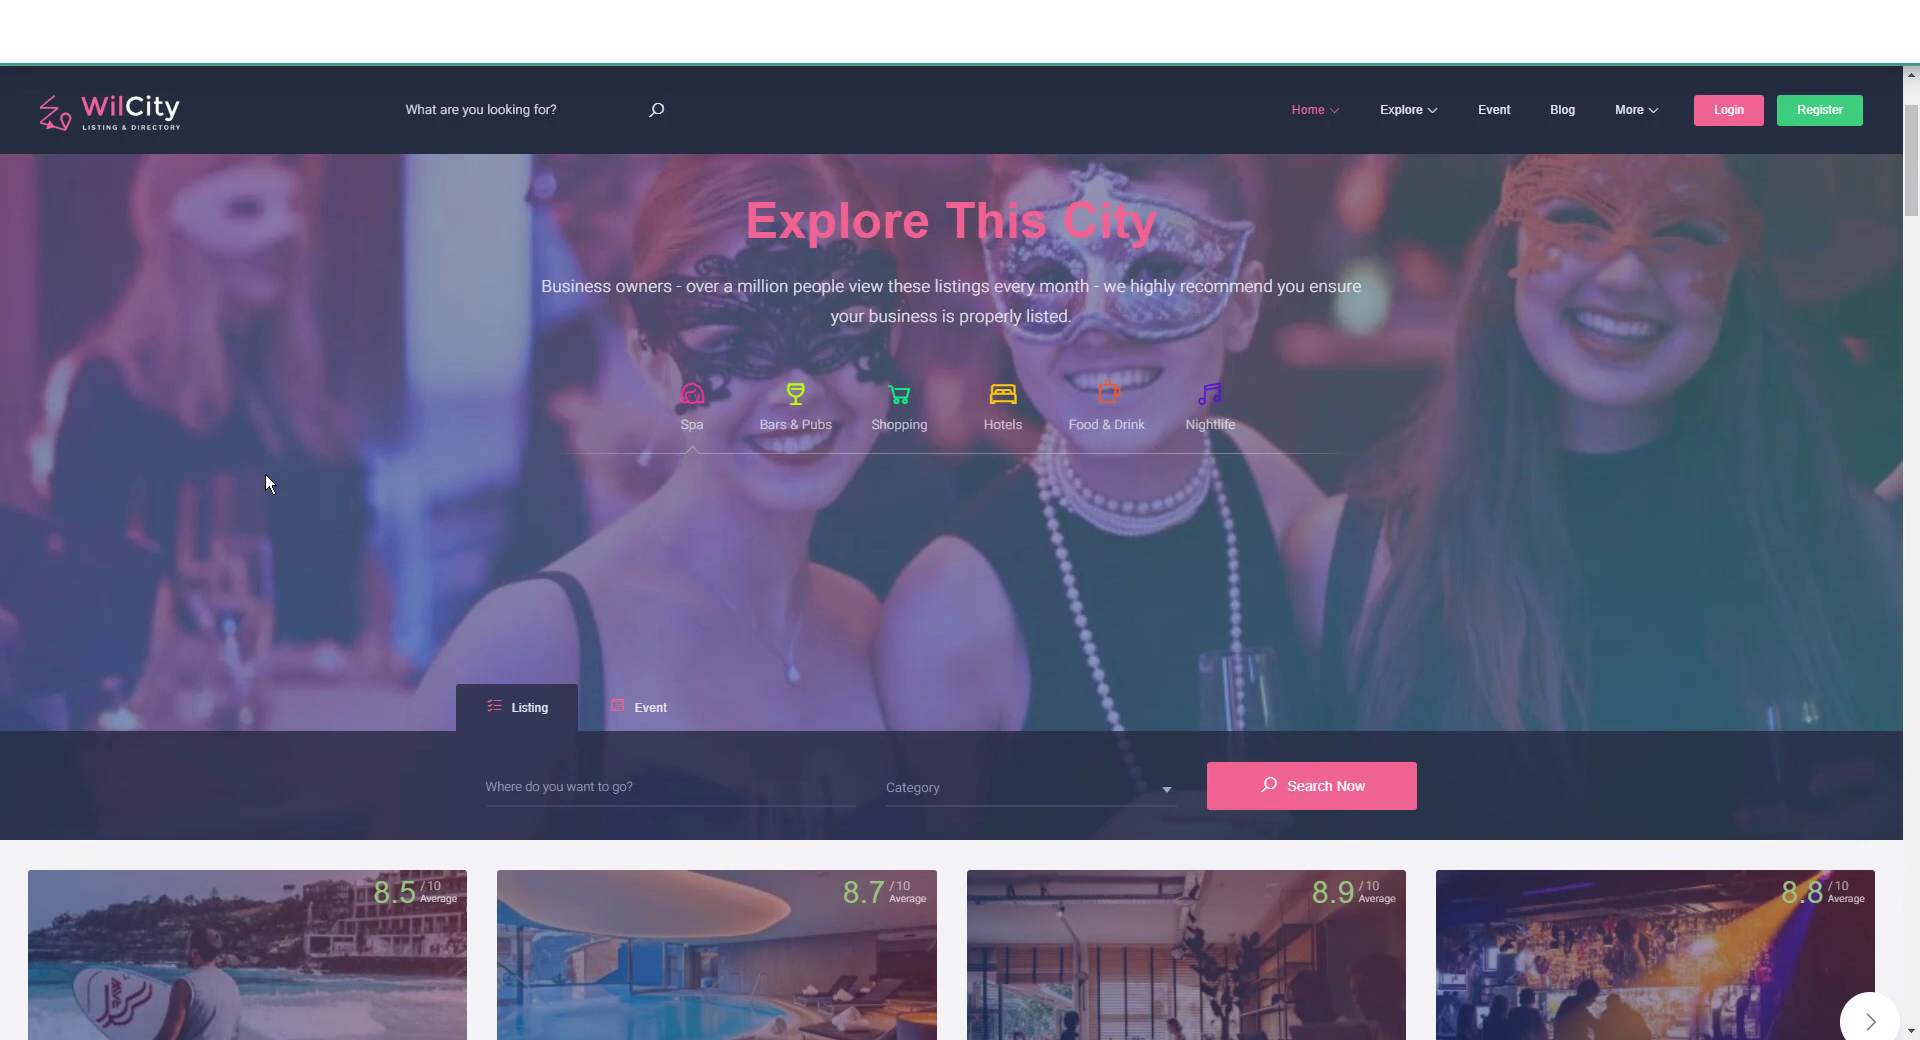 WilCity
LISTING & DIRECTORY
What are you looking for?
Home
Explore
Event
Blog
More
Login
Register
Explore This City
Business owners - over a million people view these listings every month - we highly recommend you ensure
your business is properly listed.
Spa
Bars & Pubs
Shopping
Hotels
Food & Drink
Nightlife
Listing
Event
Where do you want to go?
Category
Search Now
8.5 / 10
Average
8.7 / 10
Average
8.9 / 10
Average
8.8 / 10
Average